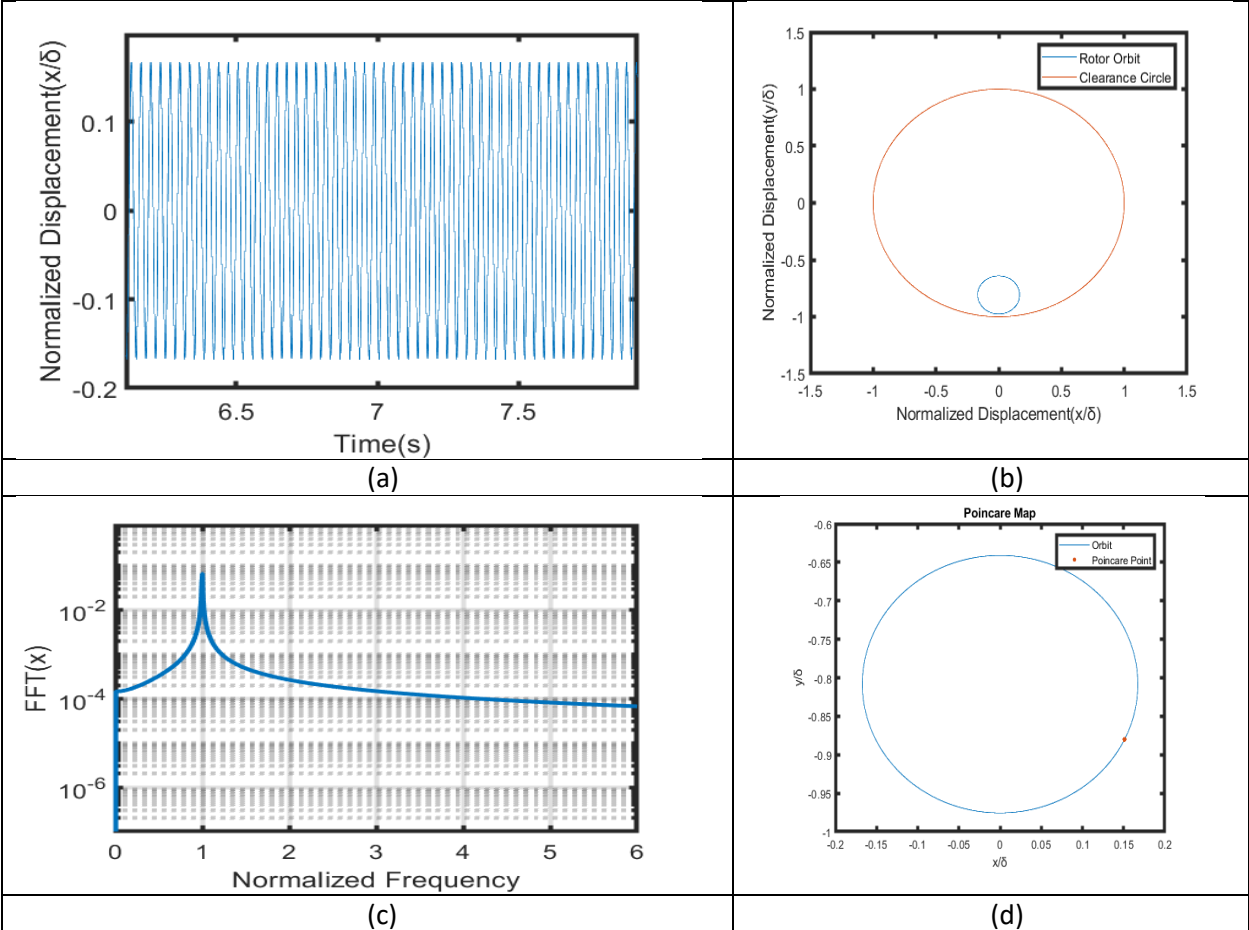 Normalized Displacement(x/δ)
0.1
0
-0.1
-0.2
6.5
7
7.5
Time(s)
(a)
Normalized Displacement(y/δ)
1.5
1
0.5
0
-0.5
-1
-1.5
-1.5
-1
-0.5
0
0.5
1
1.5
Normalized Displacement(x/δ)
Rotor Orbit
Clearance Circle
(b)
FFT(x)
10-2
10-4
10-6
0
1
2
3
4
5
6
Normalized Frequency
(c)
Poincare Map
y/δ
-0.6
-0.65
-0.7
-0.75
-0.8
-0.85
-0.9
-0.95
-1
-0.2
-0.15
-0.1
-0.05
0
0.05
0.1
0.15
0.2
x/δ
Orbit
Poincare Point
(d)